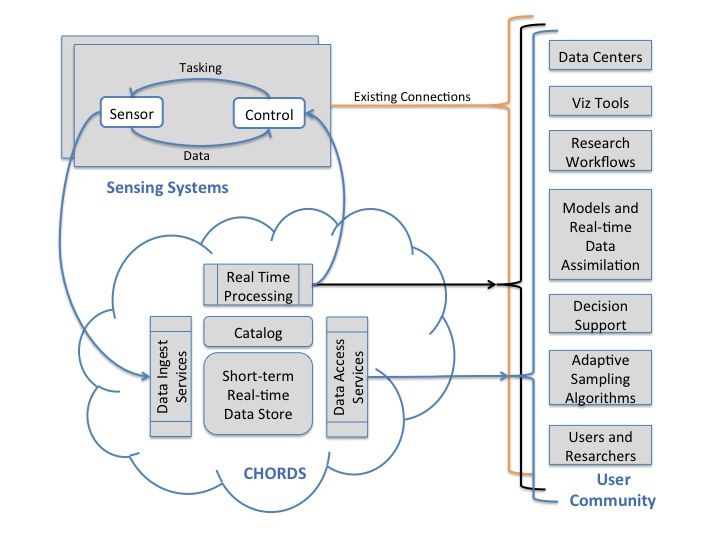 Tasking
Sensor
Control
Data
Sensing Systems
Existing Connections
Real Time
Processing
Catalog
Data Ingest
Services
Short-term
Real-time
Data Store
Data Access
Services
CHORDS
Data Centers
Viz Tools
Research
Workflows
Models and
Real-time
Data
Assimilation
Decision
Support
Adaptive
Sampling
Algorithms
Users and
Resarchers
User
Community